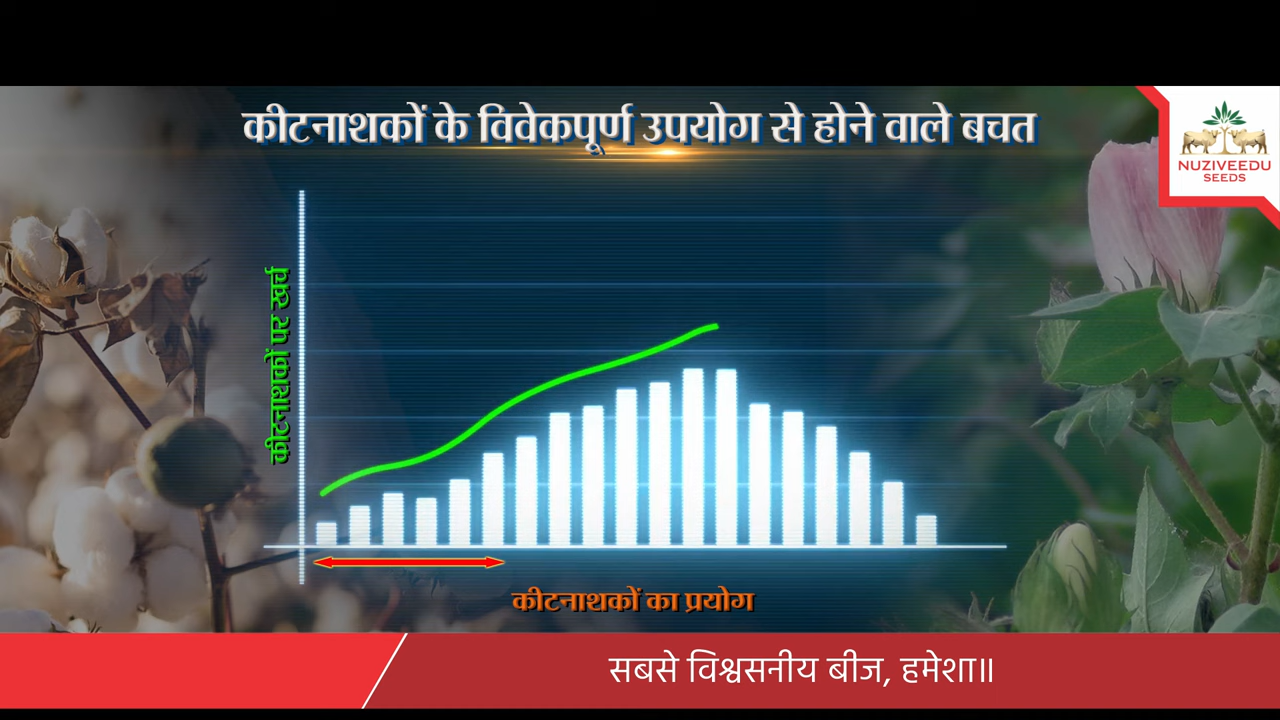 कीटनाशकों के विवेकपूर्ण उपयोग से होने वाले बचत
NUZIVEEDU
SEEDS
कीटनाशकों पर खर्च
कीटनाशकों का प्रयोग
सबसे विश्वसनीय बीज, हमेशा॥